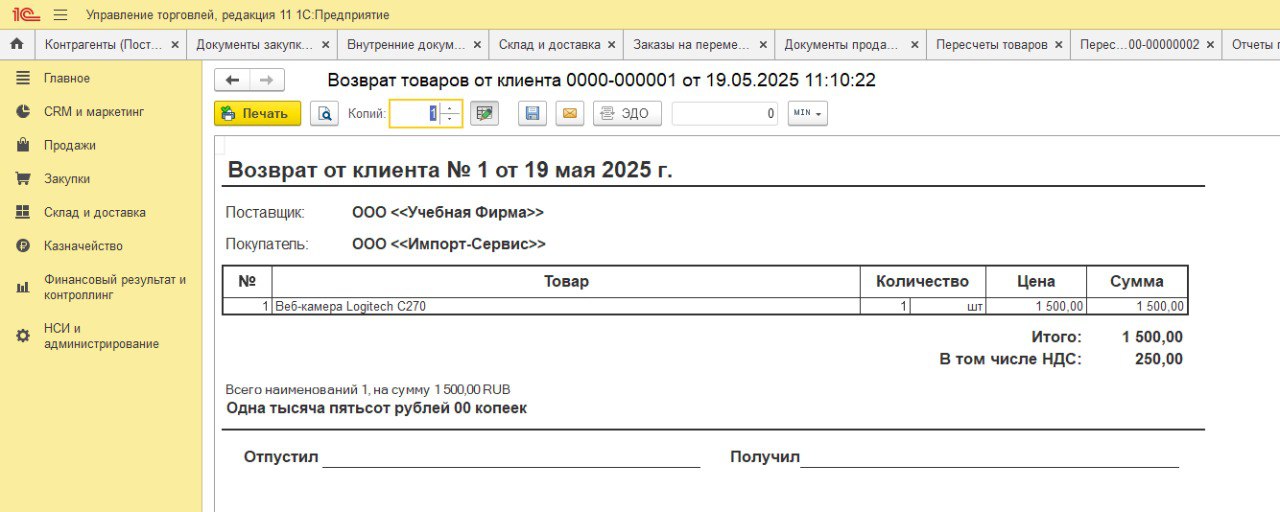 1С Управление торговлей, редакция 11 1С:Предприятие
Контрагенты (Пост... × Документы закупк... × Внутренние докум... × Склад и доставка × Заказы на переме... × Документы прода... × Пересчеты товаров × Перес....00-00000002 × Отчеты
Главное
CRM и маркетинг
Продажи
Закупки
Склад и доставка
Казначейство
Финансовый результат и
контроллинг
НСИ и
администрирование
Возврат товаров от клиента 0000-000001 от 19.05.2025 11:10:22
Печать Копий: 1 ЭДО 0 MIN
Возврат от клиента № 1 от 19 мая 2025 г.
Поставщик: ООО <<Учебная Фирма>>
Покупатель: ООО <<Импорт-Сервис>>
№ Товар Количество Цена Сумма
1 Веб-камера Logitech C270 1 шт 1 500,00 1 500,00
Итого: 1 500,00
В том числе НДС: 250,00
Всего наименований 1, на сумму 1 500,00 RUB
Одна тысяча пятьсот рублей 00 копеек
Отпустил Получил